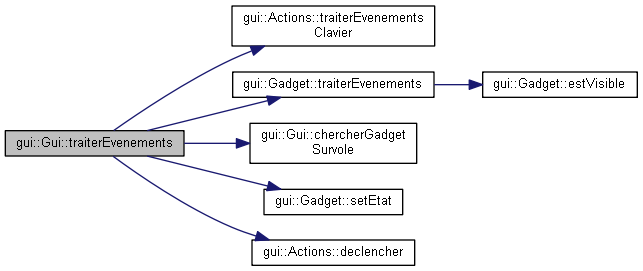 gui::Actions::traiterEvenements
Clavier
gui::Gadget::traiterEvenements
gui::Gadget::estVisible
gui::Gui::traiterEvenements
gui::Gui::chercherGadget
Survole
gui::Gadget::setEtat
gui::Actions::declencher